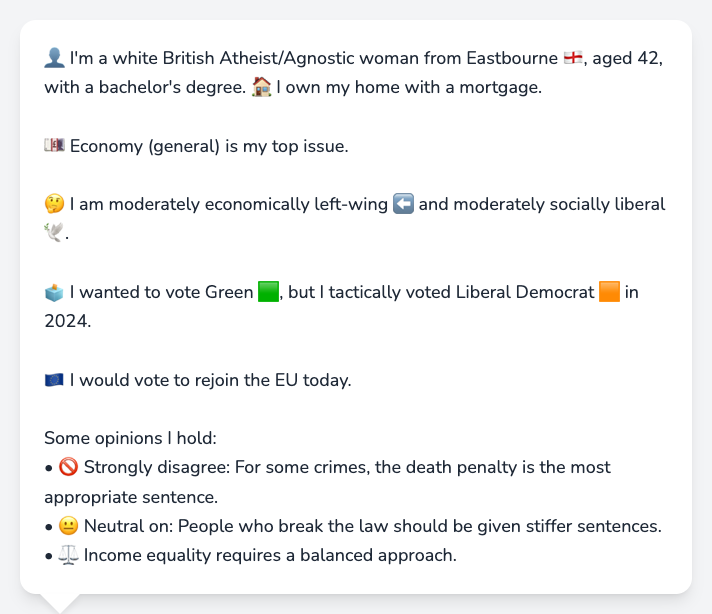 👤 I'm a white British Atheist/Agnostic woman from Eastbourne 🏴󠁧󠁢󠁥󠁮󠁧󠁿, aged 42,
with a bachelor's degree. 🏠 I own my home with a mortgage.
💷 Economy (general) is my top issue.
🤔 I am moderately economically left-wing ⬅️ and moderately socially liberal
🕊️.
🗳️ I wanted to vote Green 🟩, but I tactically voted Liberal Democrat 🟧 in
2024.
🇪🇺 I would vote to rejoin the EU today.
Some opinions I hold:
• 🚫 Strongly disagree: For some crimes, the death penalty is the most
appropriate sentence.
• 😐 Neutral on: People who break the law should be given stiffer sentences.
• ⚖️ Income equality requires a balanced approach.